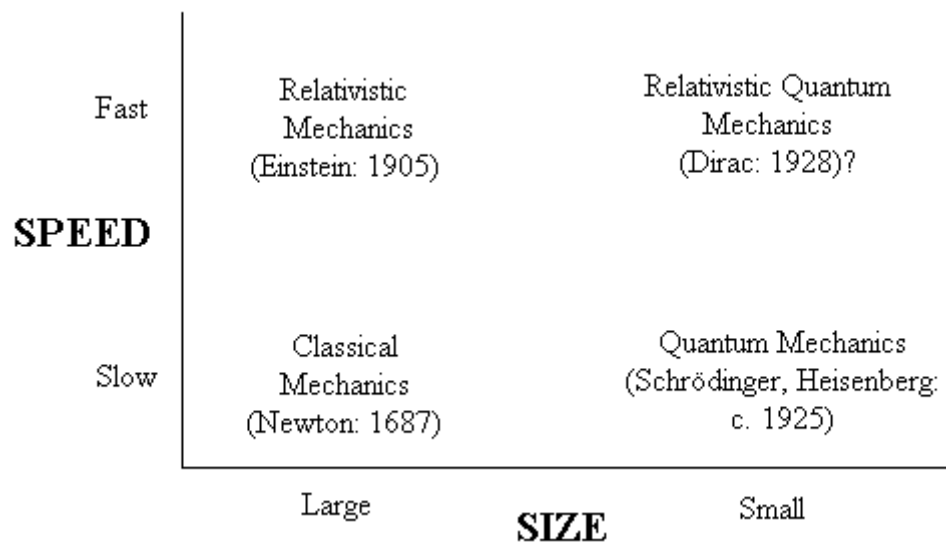 Fast
Relativistic
Mechanics
(Einstein: 1905)
Relativistic Quantum
Mechanics
(Dirac: 1928)?
SPEED
Slow
Classical
Mechanics
(Newton: 1687)
Quantum Mechanics
(Schrödinger, Heisenberg:
c. 1925)
Large
SIZE
Small